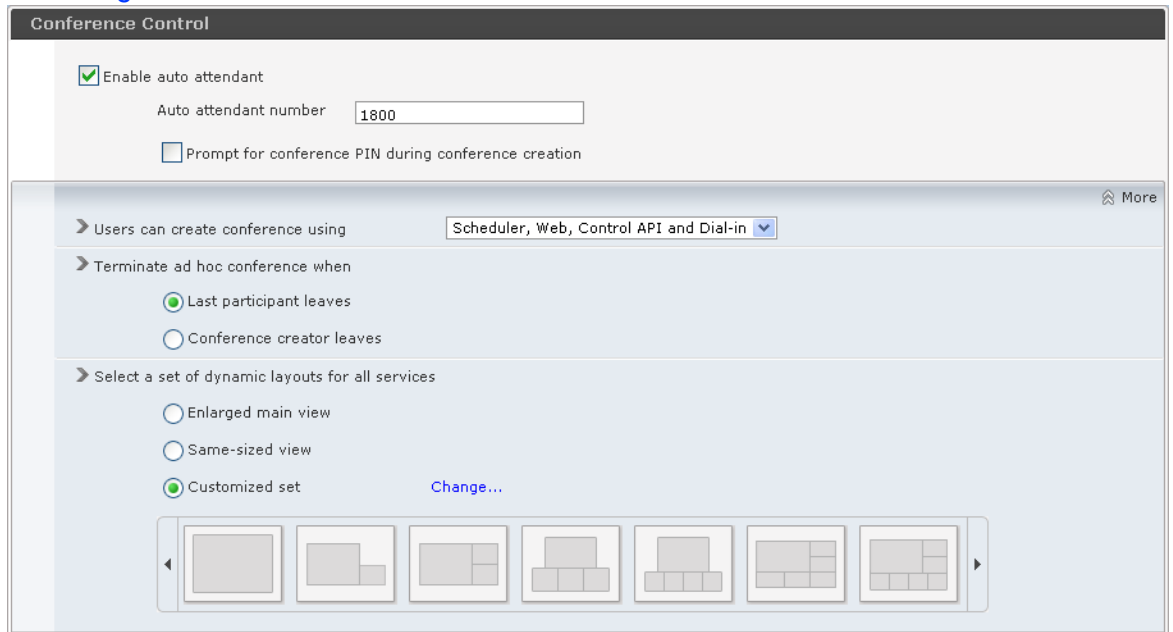 Conference Control
Enable auto attendant
Auto attendant number 1800
Prompt for conference PIN during conference creation
More
Users can create conference using Scheduler, Web, Control API and Dial-in
Terminate ad hoc conference when
Last participant leaves
Conference creator leaves
Select a set of dynamic layouts for all services
Enlarged main view
Same-sized view
Customized set Change...